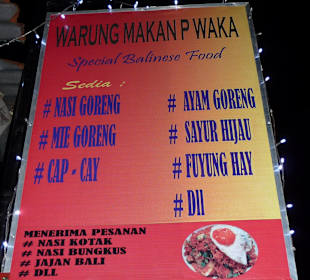 WARUNG MAKAN P WAKA
Special Balinese Food
Sedia :
# NASI GORENG
# MIE GORENG
# CAP - CAY
# AYAM GORENG
# SAYUR HIJAU
# FUYUNG HAY
# Dll
MENERIMA PESANAN
# NASI KOTAK
# NASI BUNGKUS
# JAJAN BALI
# DLL